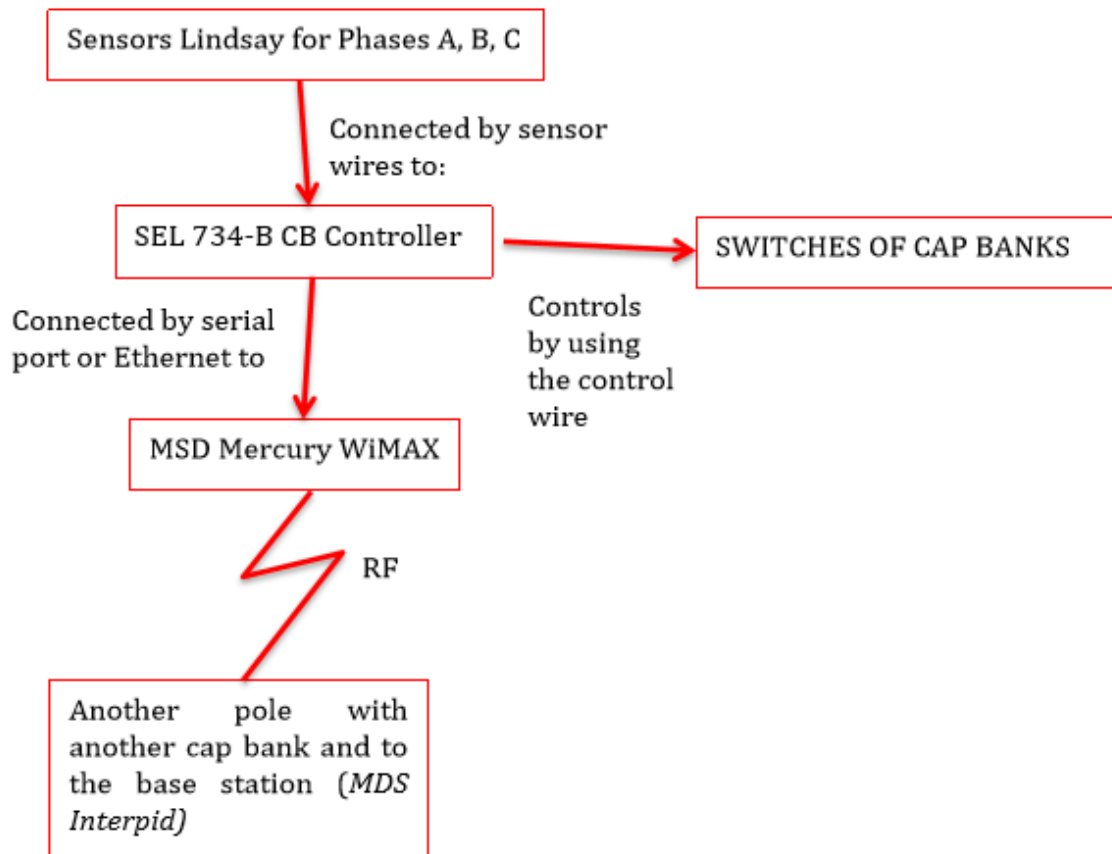 Sensors Lindsay for Phases A, B, C
Connected by sensor
wires to:
SEL 734-B CB Controller
SWITCHES OF CAP BANKS
Connected by serial
port or Ethernet to
Controls
by using
the control
wire
MSD Mercury WiMAX
RF
Another pole with
another cap bank and to
the base station (MDS
Interpid)